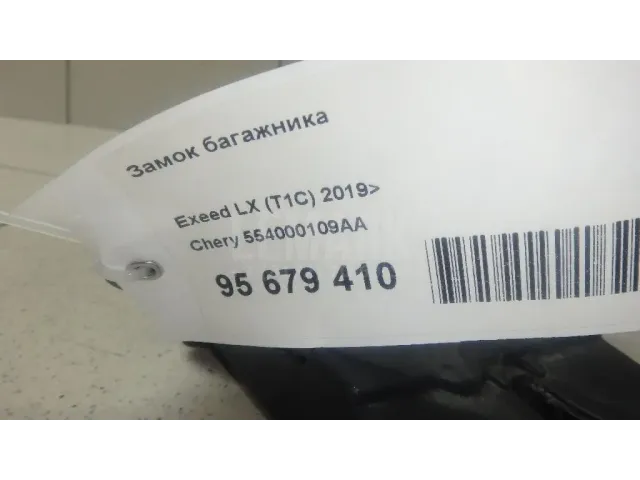 Замок багажника
Exeed LX (T1C) 2019>
Chery 554000109AA
95 679 410